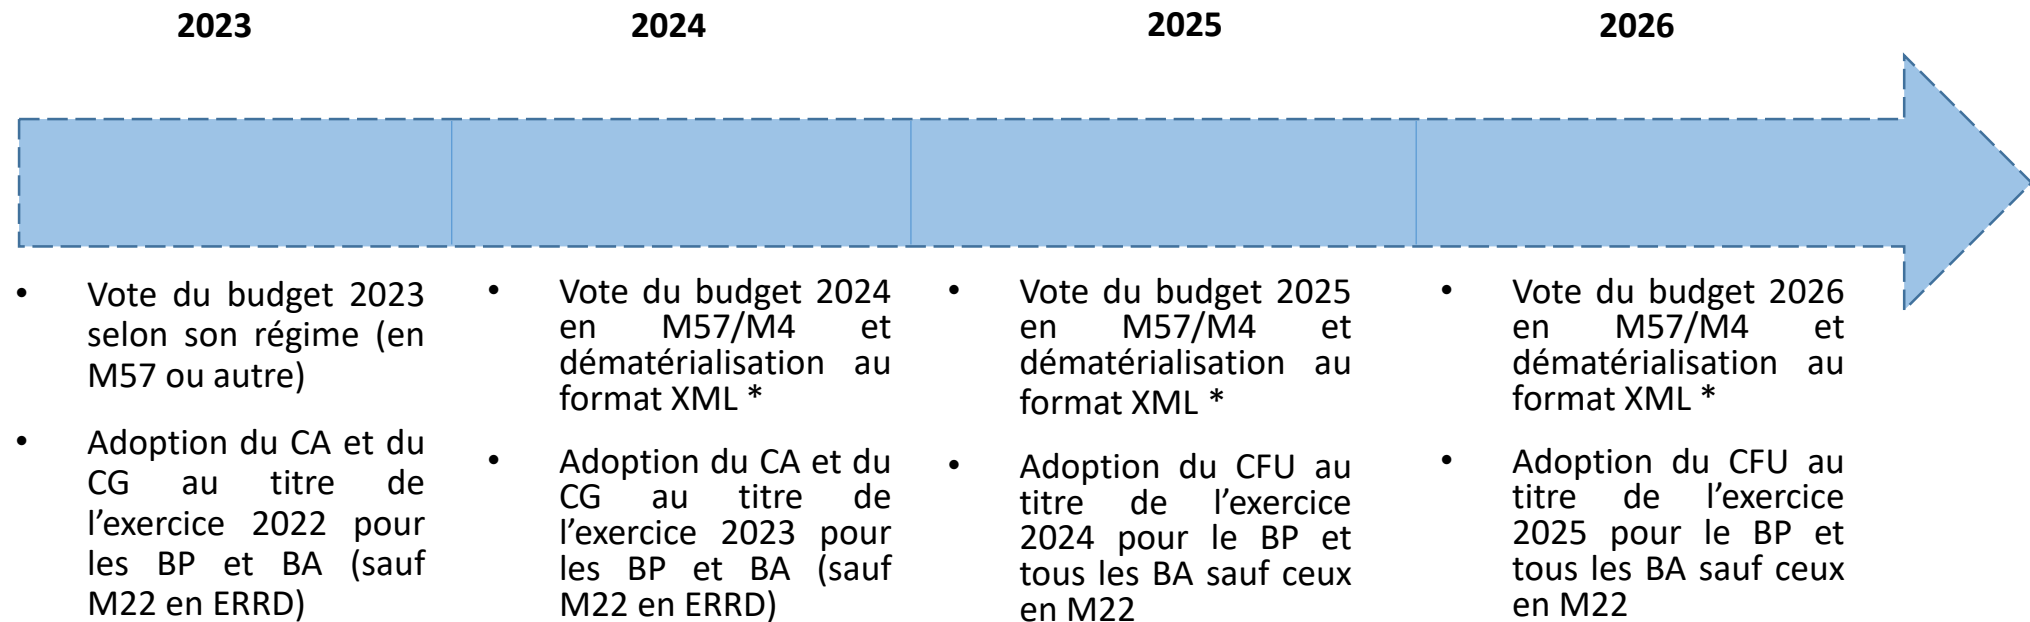 2023
2024
2025
2026
• Vote du budget 2023
selon son régime (en
M57 ou autre)
• Adoption du CA et du
CG au titre de
l’exercice 2022 pour
les BP et BA (sauf
M22 en ERRD)
• Vote du budget 2024
en M57/M4 et
dématérialisation au
format XML *
• Adoption du CA et du
CG au titre de
l’exercice 2023 pour
les BP et BA (sauf
M22 en ERRD)
• Vote du budget 2025
en M57/M4 et
dématérialisation au
format XML *
• Adoption du CFU au
titre de l’exercice
2024 pour le BP et
tous les BA sauf ceux
en M22
• Vote du budget 2026
en M57/M4 et
dématérialisation au
format XML *
• Adoption du CFU au
titre de l’exercice
2025 pour le BP et
tous les BA sauf ceux
en M22